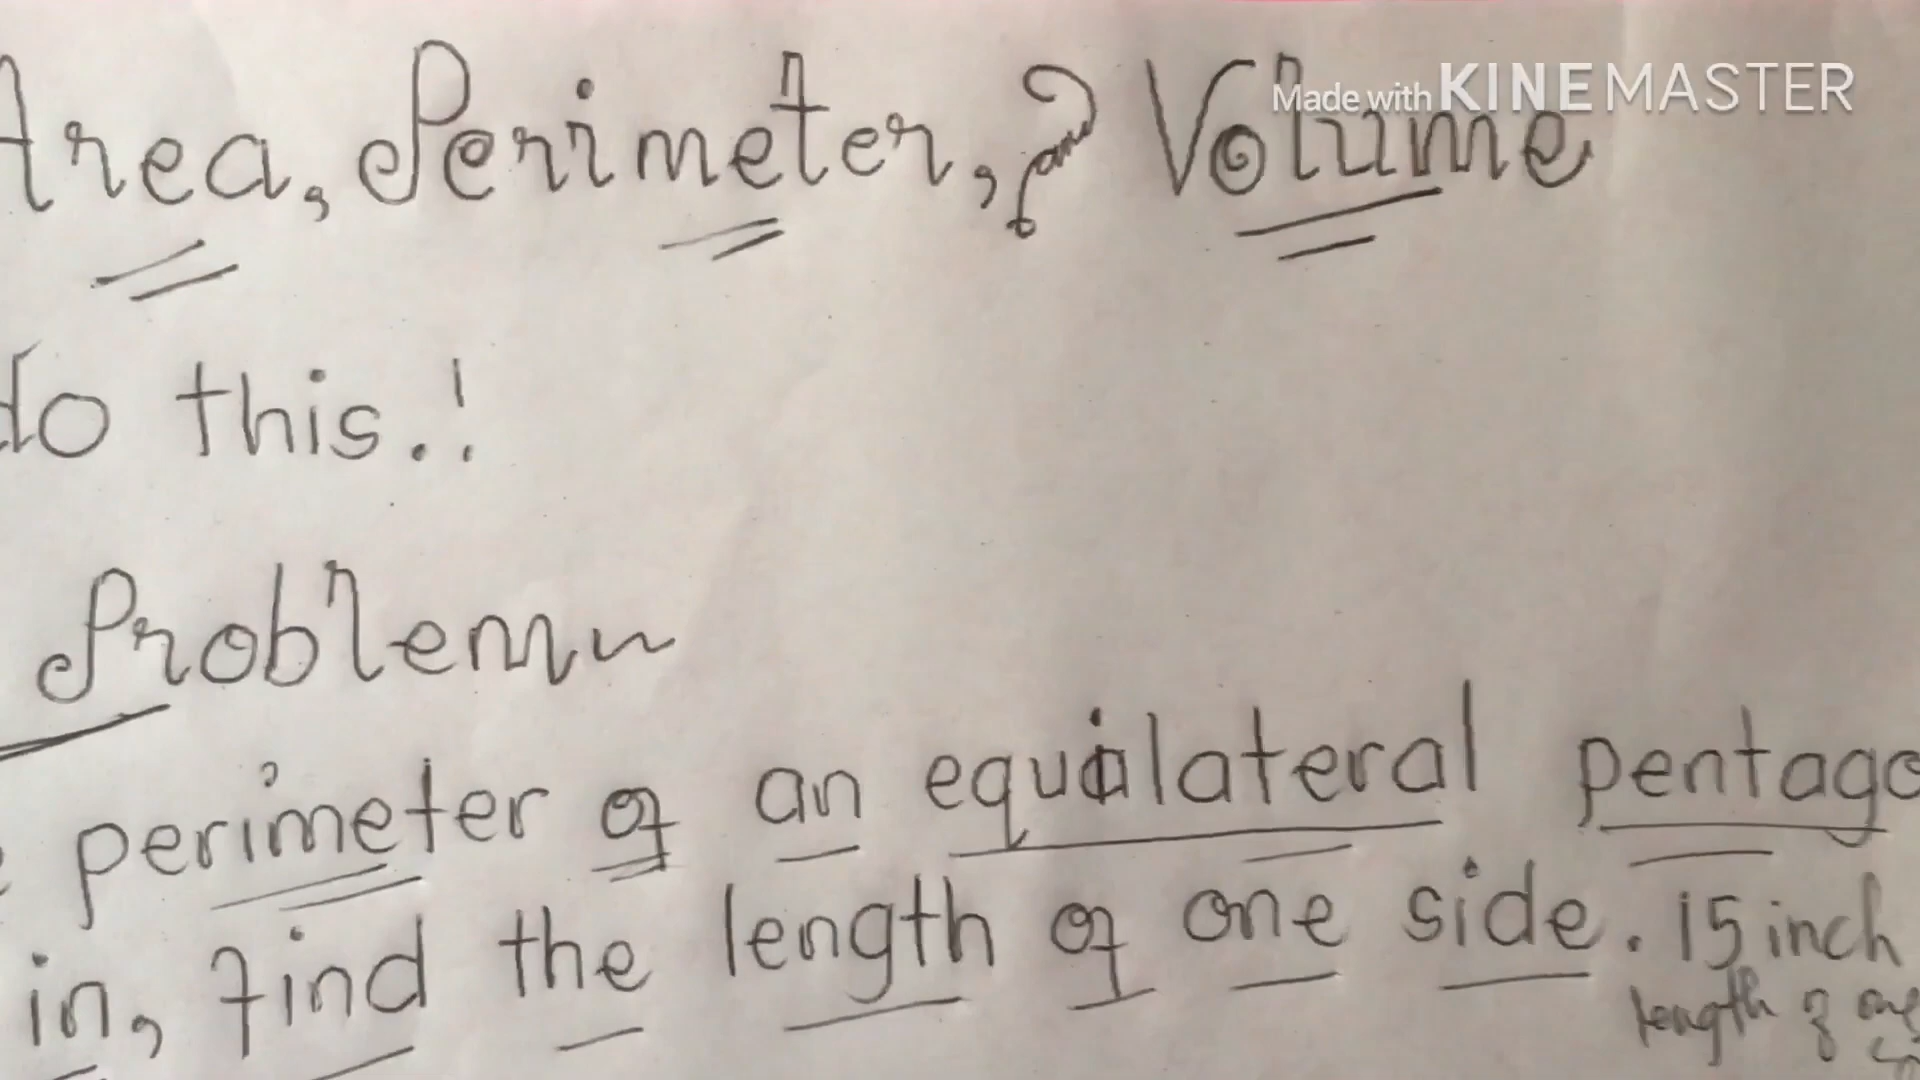 Area, Perimeter, and Volume
Made with KINEMASTER
do this.!
Problem
perimeter of an equilateral pentago
in, find the length of one side. 15 inch
length of one